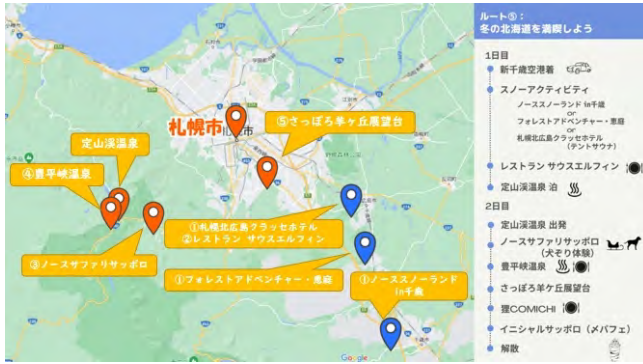 札幌市
定山渓温泉
④豊平峡温泉
⑤さっぽろ羊ヶ丘展望台
①札幌北広島クラッセホテル
②レストラン サウスエルフィン
③ノースサファリサッポロ
①フォレストアドベンチャー・恵庭
①ノーススノーランド
in千歳
Google
ルート⑤:
冬の北海道を満喫しよう
1日目
新千歳空港着
スノーアクティビティ
ノーススノーランド in千歳
or
フォレストアドベンチャー・恵庭
or
札幌北広島クラッセホテル
(テントサウナ)
レストラン サウスエルフィン
定山渓温泉 泊
2日目
定山渓温泉 出発
ノースサファリサッポロ
(犬ぞり体験)
豊平峡温泉
さっぽろ羊ケ丘展望台
狸COMICHI
イニシャルサッポロ(〆パフェ)
解散